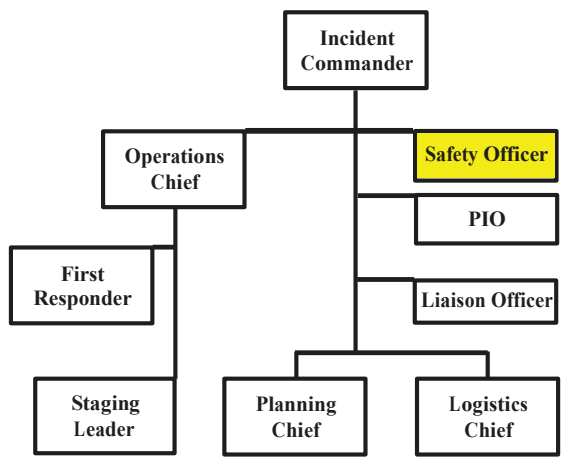 Incident
Commander
Operations
Chief
Safety Officer
PIO
First
Responder
Liaison Officer
Staging
Leader
Planning
Chief
Logistics
Chief